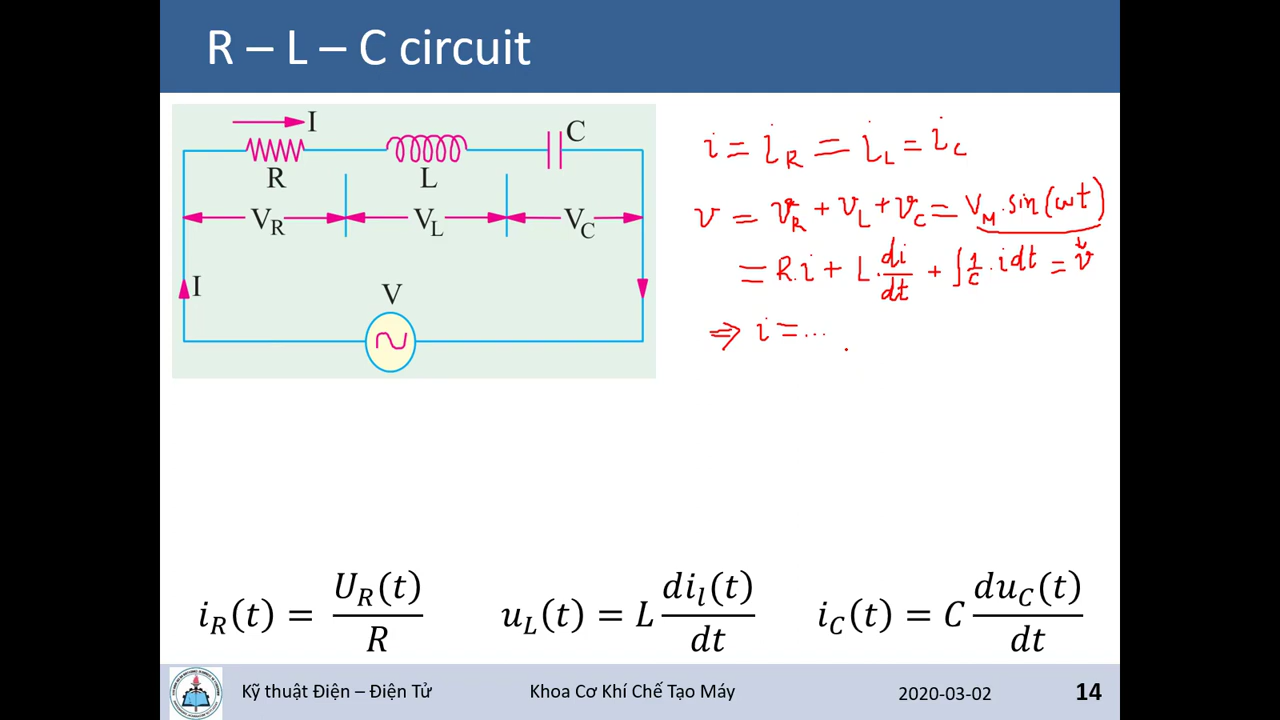 R – L – C circuit
I
C
R
L
V_R
V_L
V_C
I
V
i = i_R = i_L = i_C
v = v_R + v_L + v_C = V_M . sin(ωt)
= R.i + L . di/dt + ∫ 1/C . i dt = v
⇒ i = ...
i_R(t) = U_R(t)/R
u_L(t) = L di_l(t)/dt
i_C(t) = C du_C(t)/dt
Kỹ thuật Điện – Điện Tử
Khoa Cơ Khí Chế Tạo Máy
2020-03-02
14